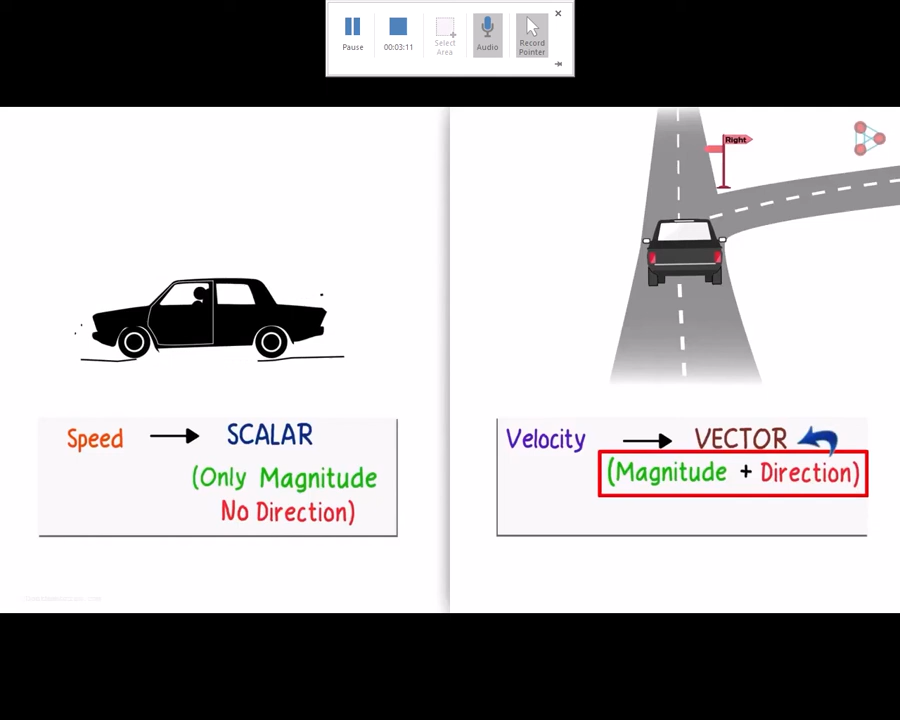 Pause
00:03:11
Select
Area
Audio
Record
Pointer
Right
Speed → SCALAR
(Only Magnitude
No Direction)
Velocity → VECTOR
(Magnitude + Direction)